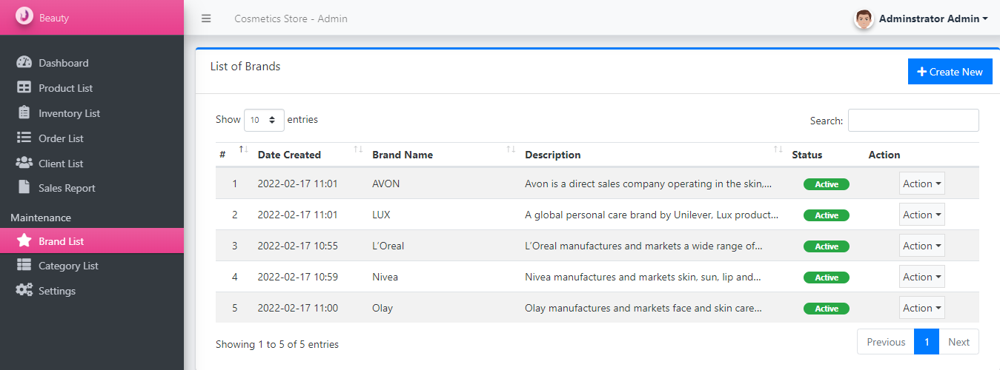 Beauty
Cosmetics Store - Admin
Adminstrator Admin
Dashboard
Product List
Inventory List
Order List
Client List
Sales Report
Maintenance
Brand List
Category List
Settings
List of Brands
Create New
Show 10 entries
Search:
# Date Created Brand Name Description Status Action
1 2022-02-17 11:01 AVON Avon is a direct sales company operating in the skin,... Active Action
2 2022-02-17 11:01 LUX A global personal care brand by Unilever, Lux product... Active Action
3 2022-02-17 10:55 L’Oreal L’Oreal manufactures and markets a wide range of... Active Action
4 2022-02-17 10:59 Nivea Nivea manufactures and markets skin, sun, lip and... Active Action
5 2022-02-17 11:00 Olay Olay manufactures and markets face and skin care... Active Action
Showing 1 to 5 of 5 entries
Previous 1 Next